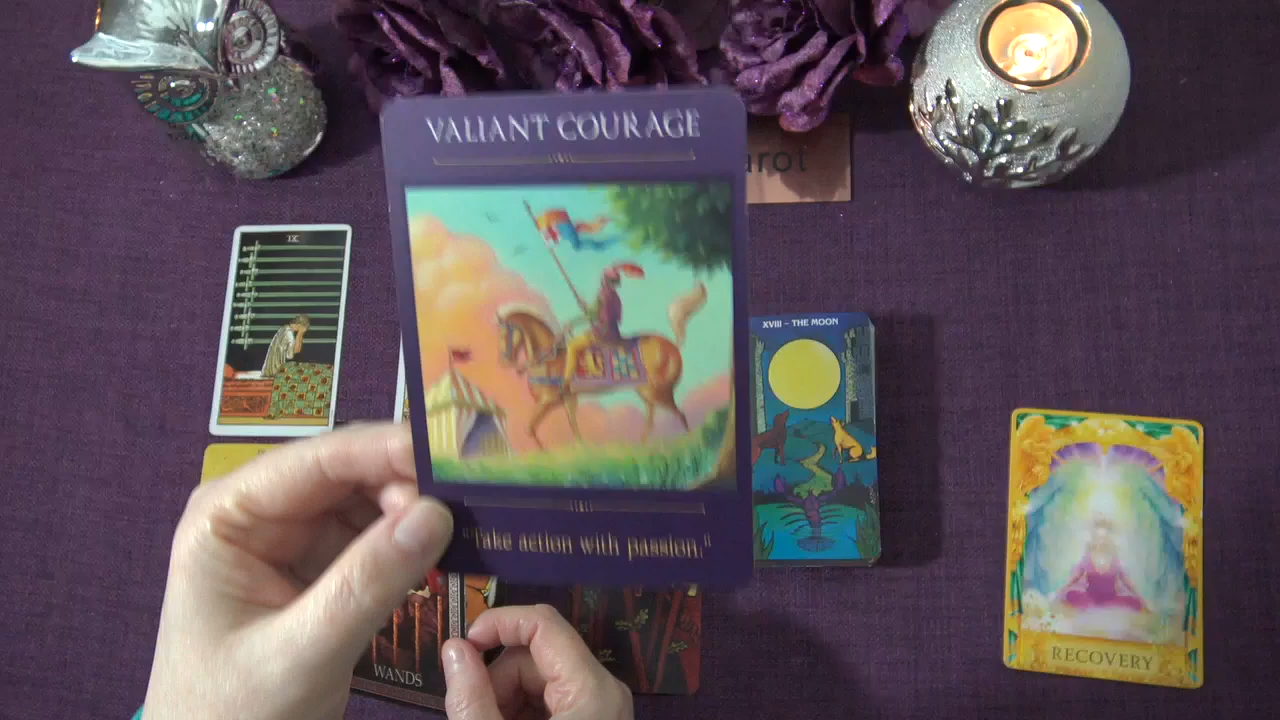 VALIANT COURAGE
arot
IX
XVIII – THE MOON
"Take action with passion."
WANDS
RECOVERY